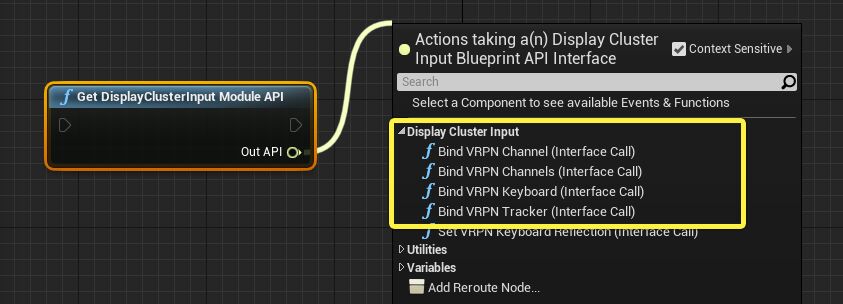 Get DisplayClusterInput Module API
Out API
Actions taking a(n) Display Cluster
Input Blueprint API Interface
Context Sensitive
Search
Select a Component to see available Events & Functions
Display Cluster Input
Bind VRPN Channel (Interface Call)
Bind VRPN Channels (Interface Call)
Bind VRPN Keyboard (Interface Call)
Bind VRPN Tracker (Interface Call)
Set VRPN Keyboard Reflection (Interface Call)
Utilities
Variables
Add Reroute Node...